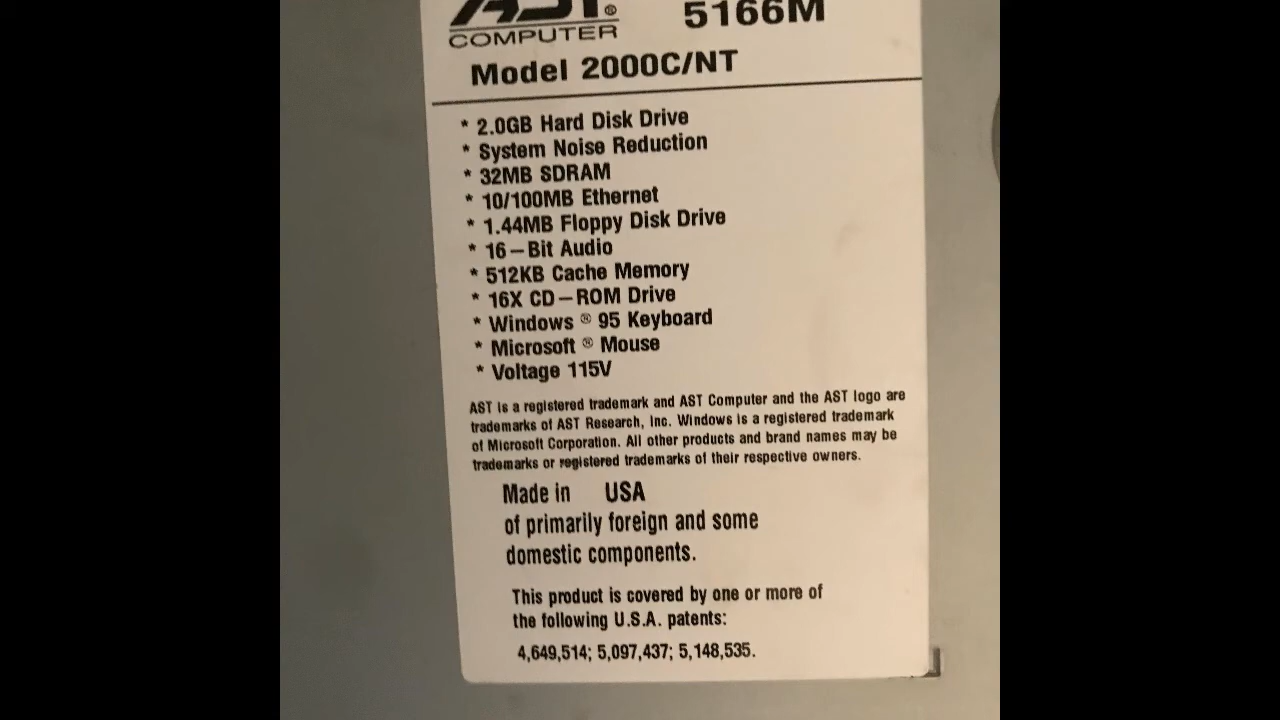 AST® 5166M
COMPUTER
Model 2000C/NT
* 2.0GB Hard Disk Drive
* System Noise Reduction
* 32MB SDRAM
* 10/100MB Ethernet
* 1.44MB Floppy Disk Drive
* 16-Bit Audio
* 512KB Cache Memory
* 16X CD-ROM Drive
* Windows ® 95 Keyboard
* Microsoft ® Mouse
* Voltage 115V
AST is a registered trademark and AST Computer and the AST logo are
trademarks of AST Research, Inc. Windows is a registered trademark
of Microsoft Corporation. All other products and brand names may be
trademarks or registered trademarks of their respective owners.
Made in USA
of primarily foreign and some
domestic components.
This product is covered by one or more of
the following U.S.A. patents:
4,649,514; 5,097,437; 5,148,535.